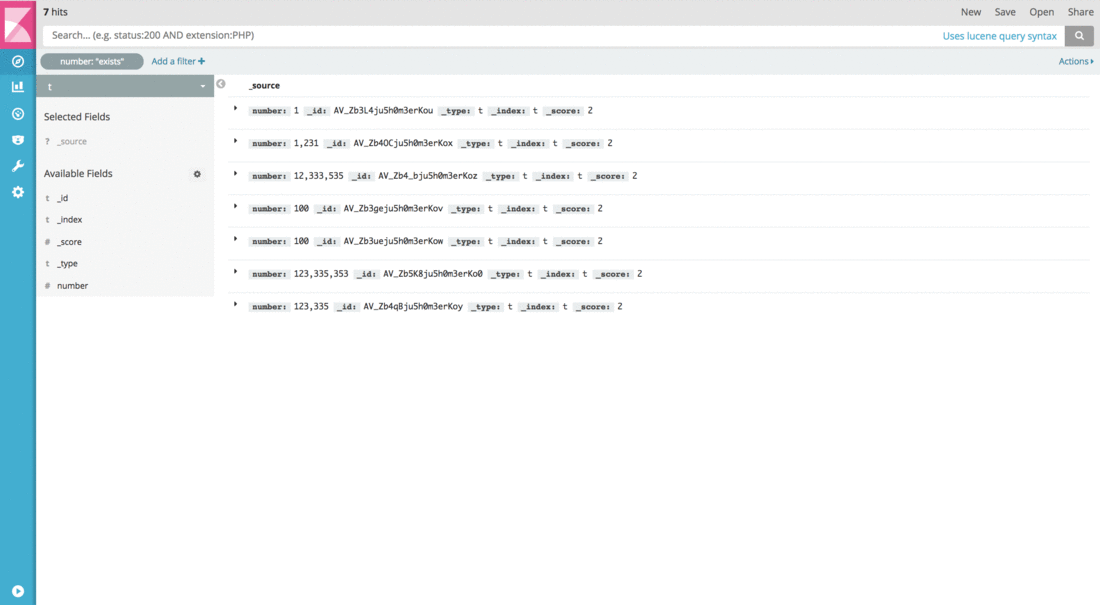 7 hits
New Save Open Share
Search... (e.g. status:200 AND extension:PHP)
Uses lucene query syntax
number: "exists"
Add a filter +
Actions
t
Selected Fields
? _source
Available Fields
t _id
t _index
# _score
t _type
# number
_source
number: 1 _id: AV_Zb3L4ju5h0m3erKou _type: t _index: t _score: 2
number: 1,231 _id: AV_Zb4OCju5h0m3erKox _type: t _index: t _score: 2
number: 12,333,535 _id: AV_Zb4_bju5h0m3erKoz _type: t _index: t _score: 2
number: 100 _id: AV_Zb3geju5h0m3erKov _type: t _index: t _score: 2
number: 100 _id: AV_Zb3ueju5h0m3erKow _type: t _index: t _score: 2
number: 123,335,353 _id: AV_Zb5K8ju5h0m3erKo0 _type: t _index: t _score: 2
number: 123,335 _id: AV_Zb4qBju5h0m3erKoy _type: t _index: t _score: 2